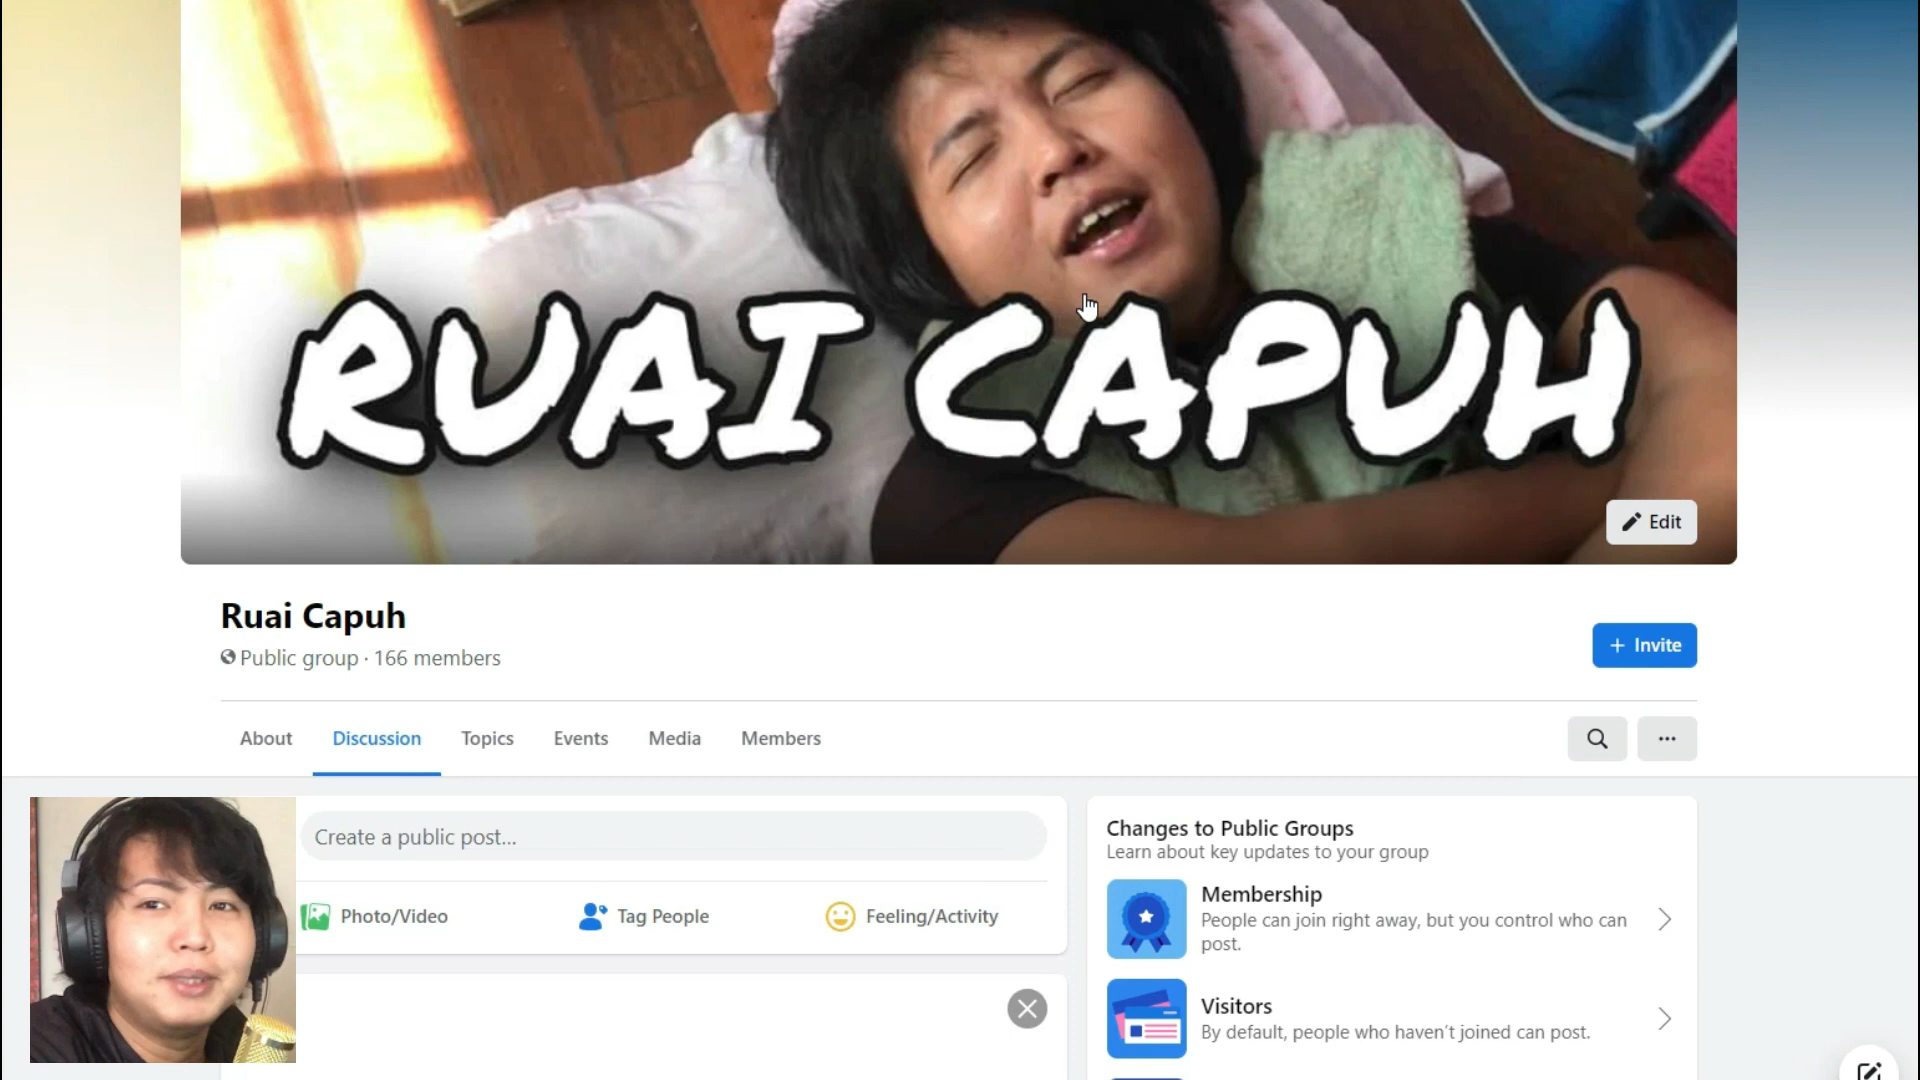 RUAI CAPUH
Edit
Ruai Capuh
Public group · 166 members
+ Invite
About Discussion Topics Events Media Members
Create a public post...
Photo/Video Tag People Feeling/Activity
Changes to Public Groups
Learn about key updates to your group
Membership
People can join right away, but you control who can
post.
Visitors
By default, people who haven't joined can post.